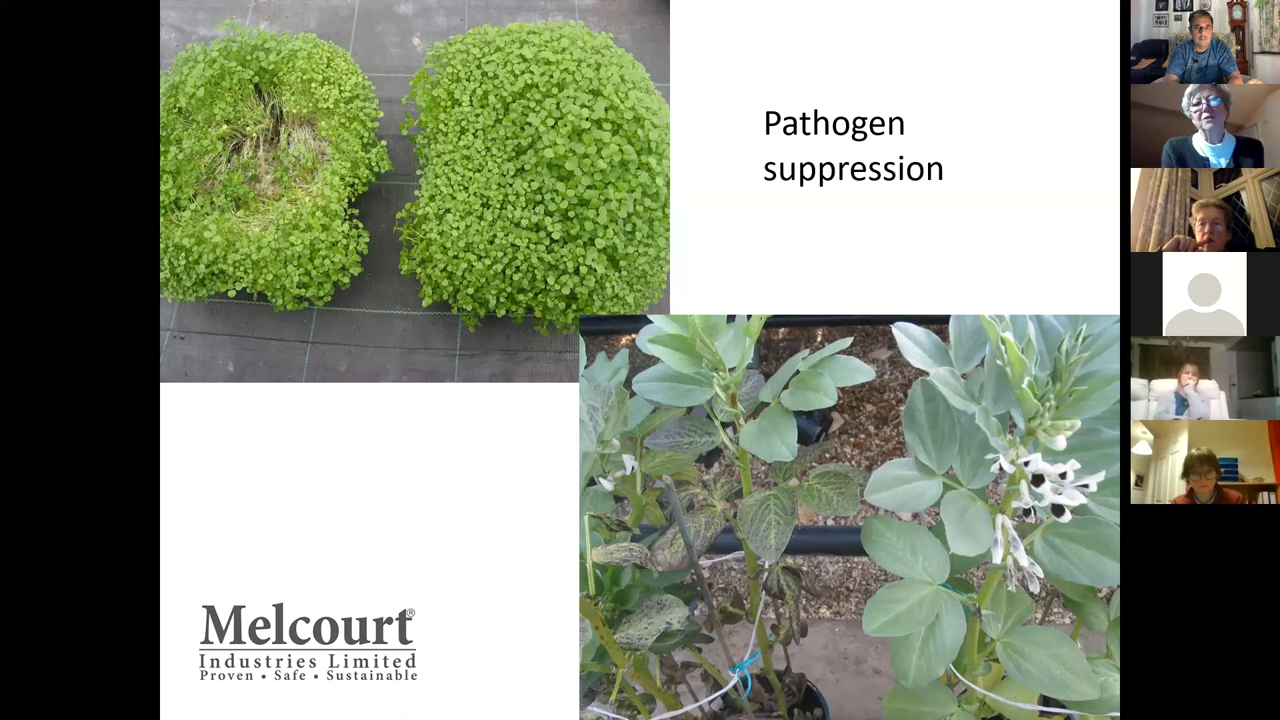 Pathogen
suppression
Melcourt®
Industries Limited
Proven • Safe • Sustainable